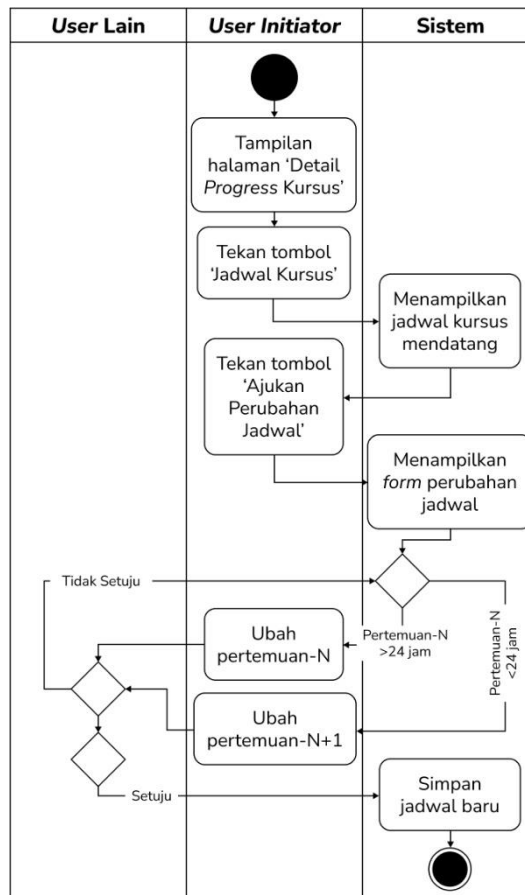 User Lain
User Initiator
Sistem
Tampilan
halaman ‘Detail
Progress Kursus’
Tekan tombol
‘Jadwal Kursus’
Menampilkan
jadwal kursus
mendatang
Tekan tombol
‘Ajukan
Perubahan
Jadwal’
Menampilkan
form perubahan
jadwal
Tidak Setuju
Ubah
pertemuan-N
Pertemuan-N
>24 jam
Pertemuan-N
<24 jam
Ubah
pertemuan-N+1
Setuju
Simpan
jadwal baru